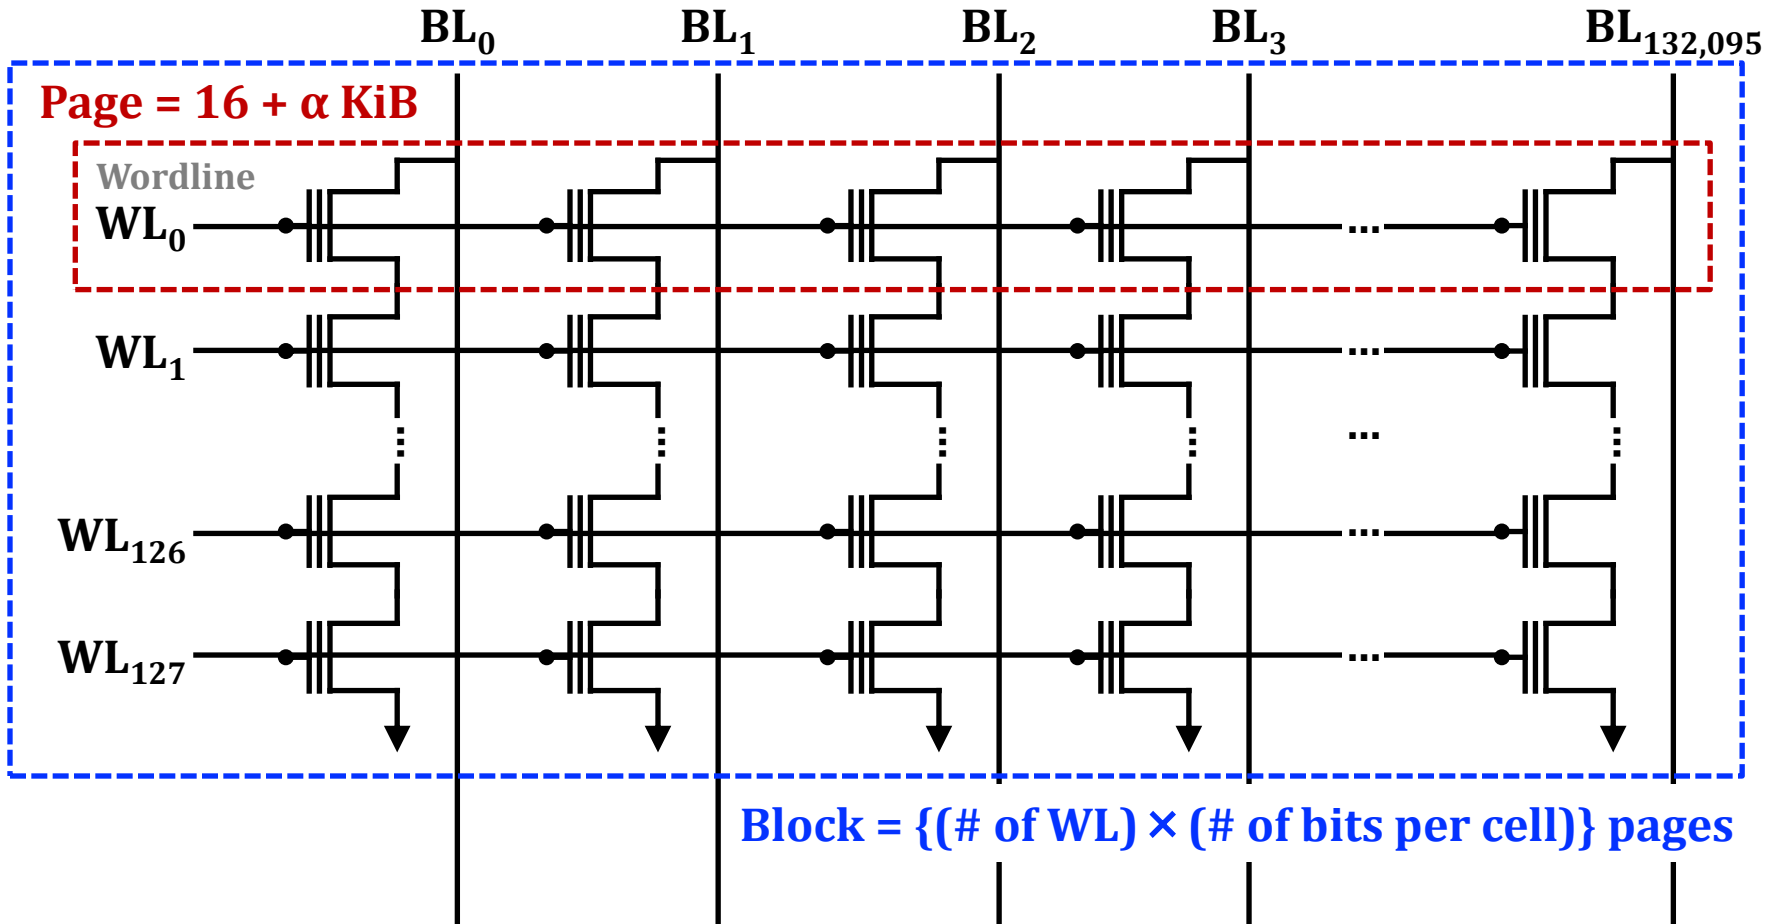 BL₀ BL₁ BL₂ BL₃ BL₁₃₂,₀₉₅
Page = 16 + α KiB
Wordline
WL₀ ...
WL₁ ...
...
WL₁₂₆ ...
WL₁₂₇ ...
Block = {(# of WL) × (# of bits per cell)} pages